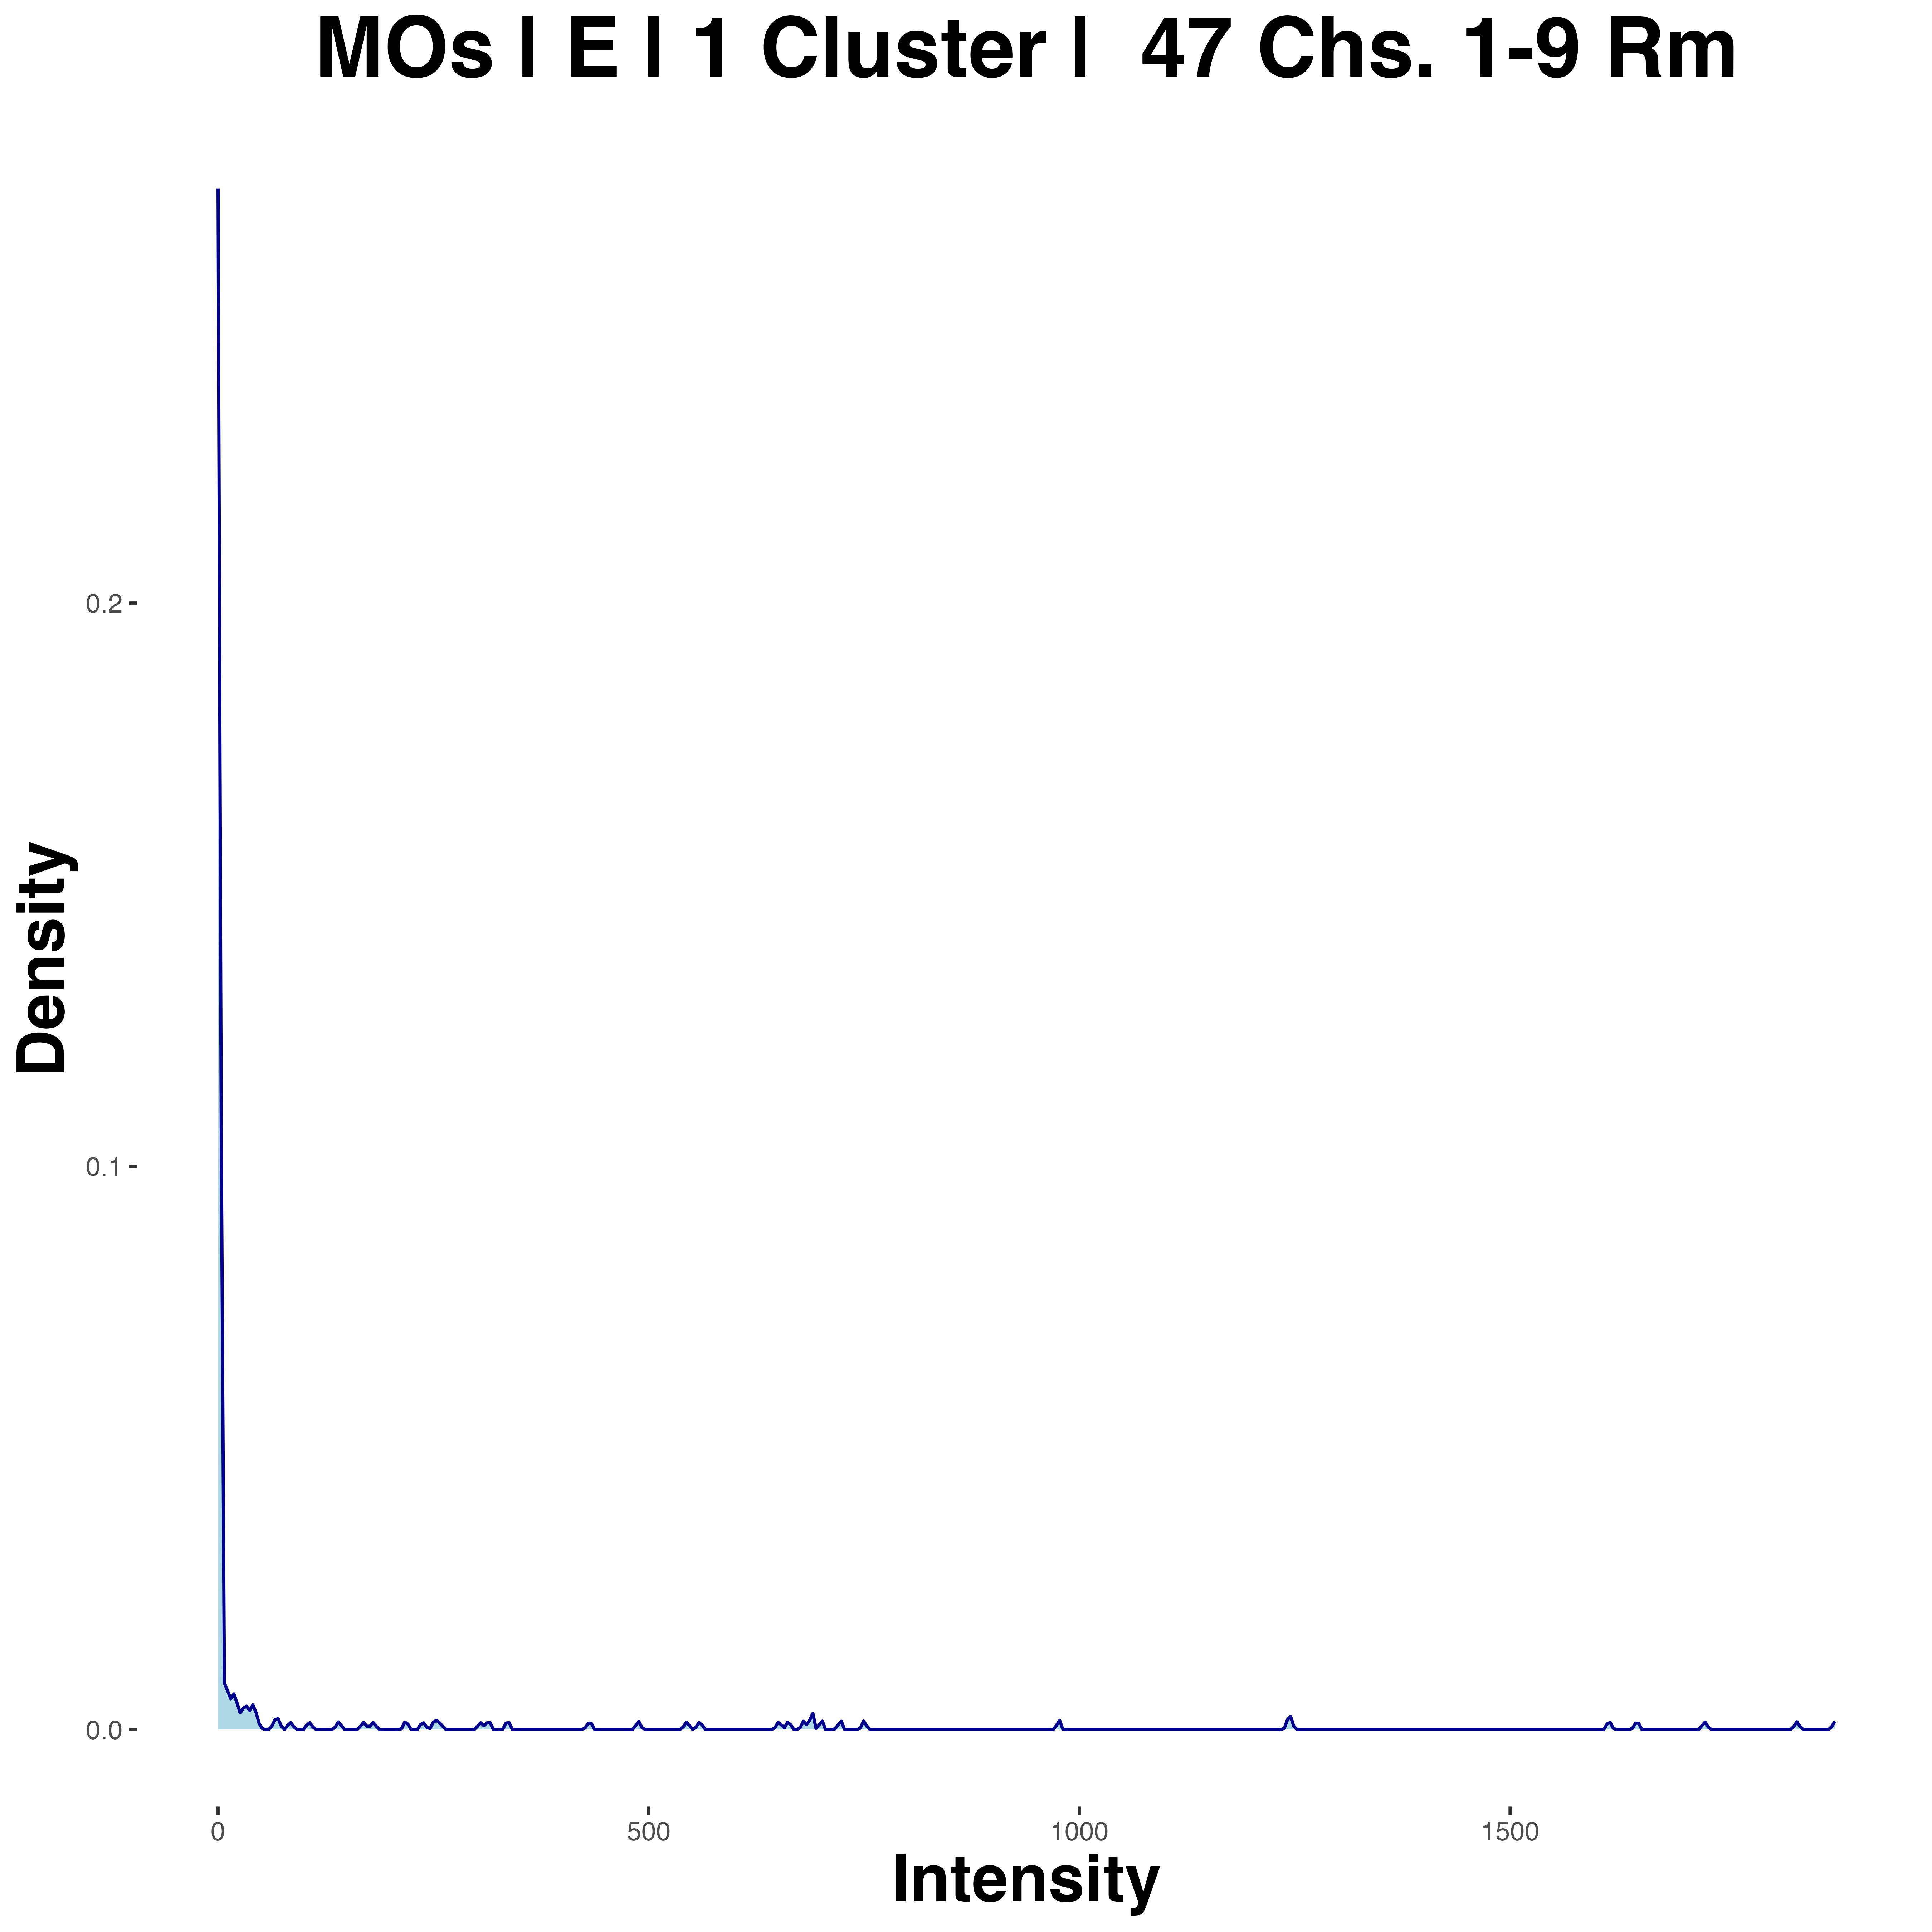 MOs | E | 1 Cluster |  47 Chs. 1-9 Rm
Density
0.2
0.1
0.0
0 500 1000 1500
Intensity